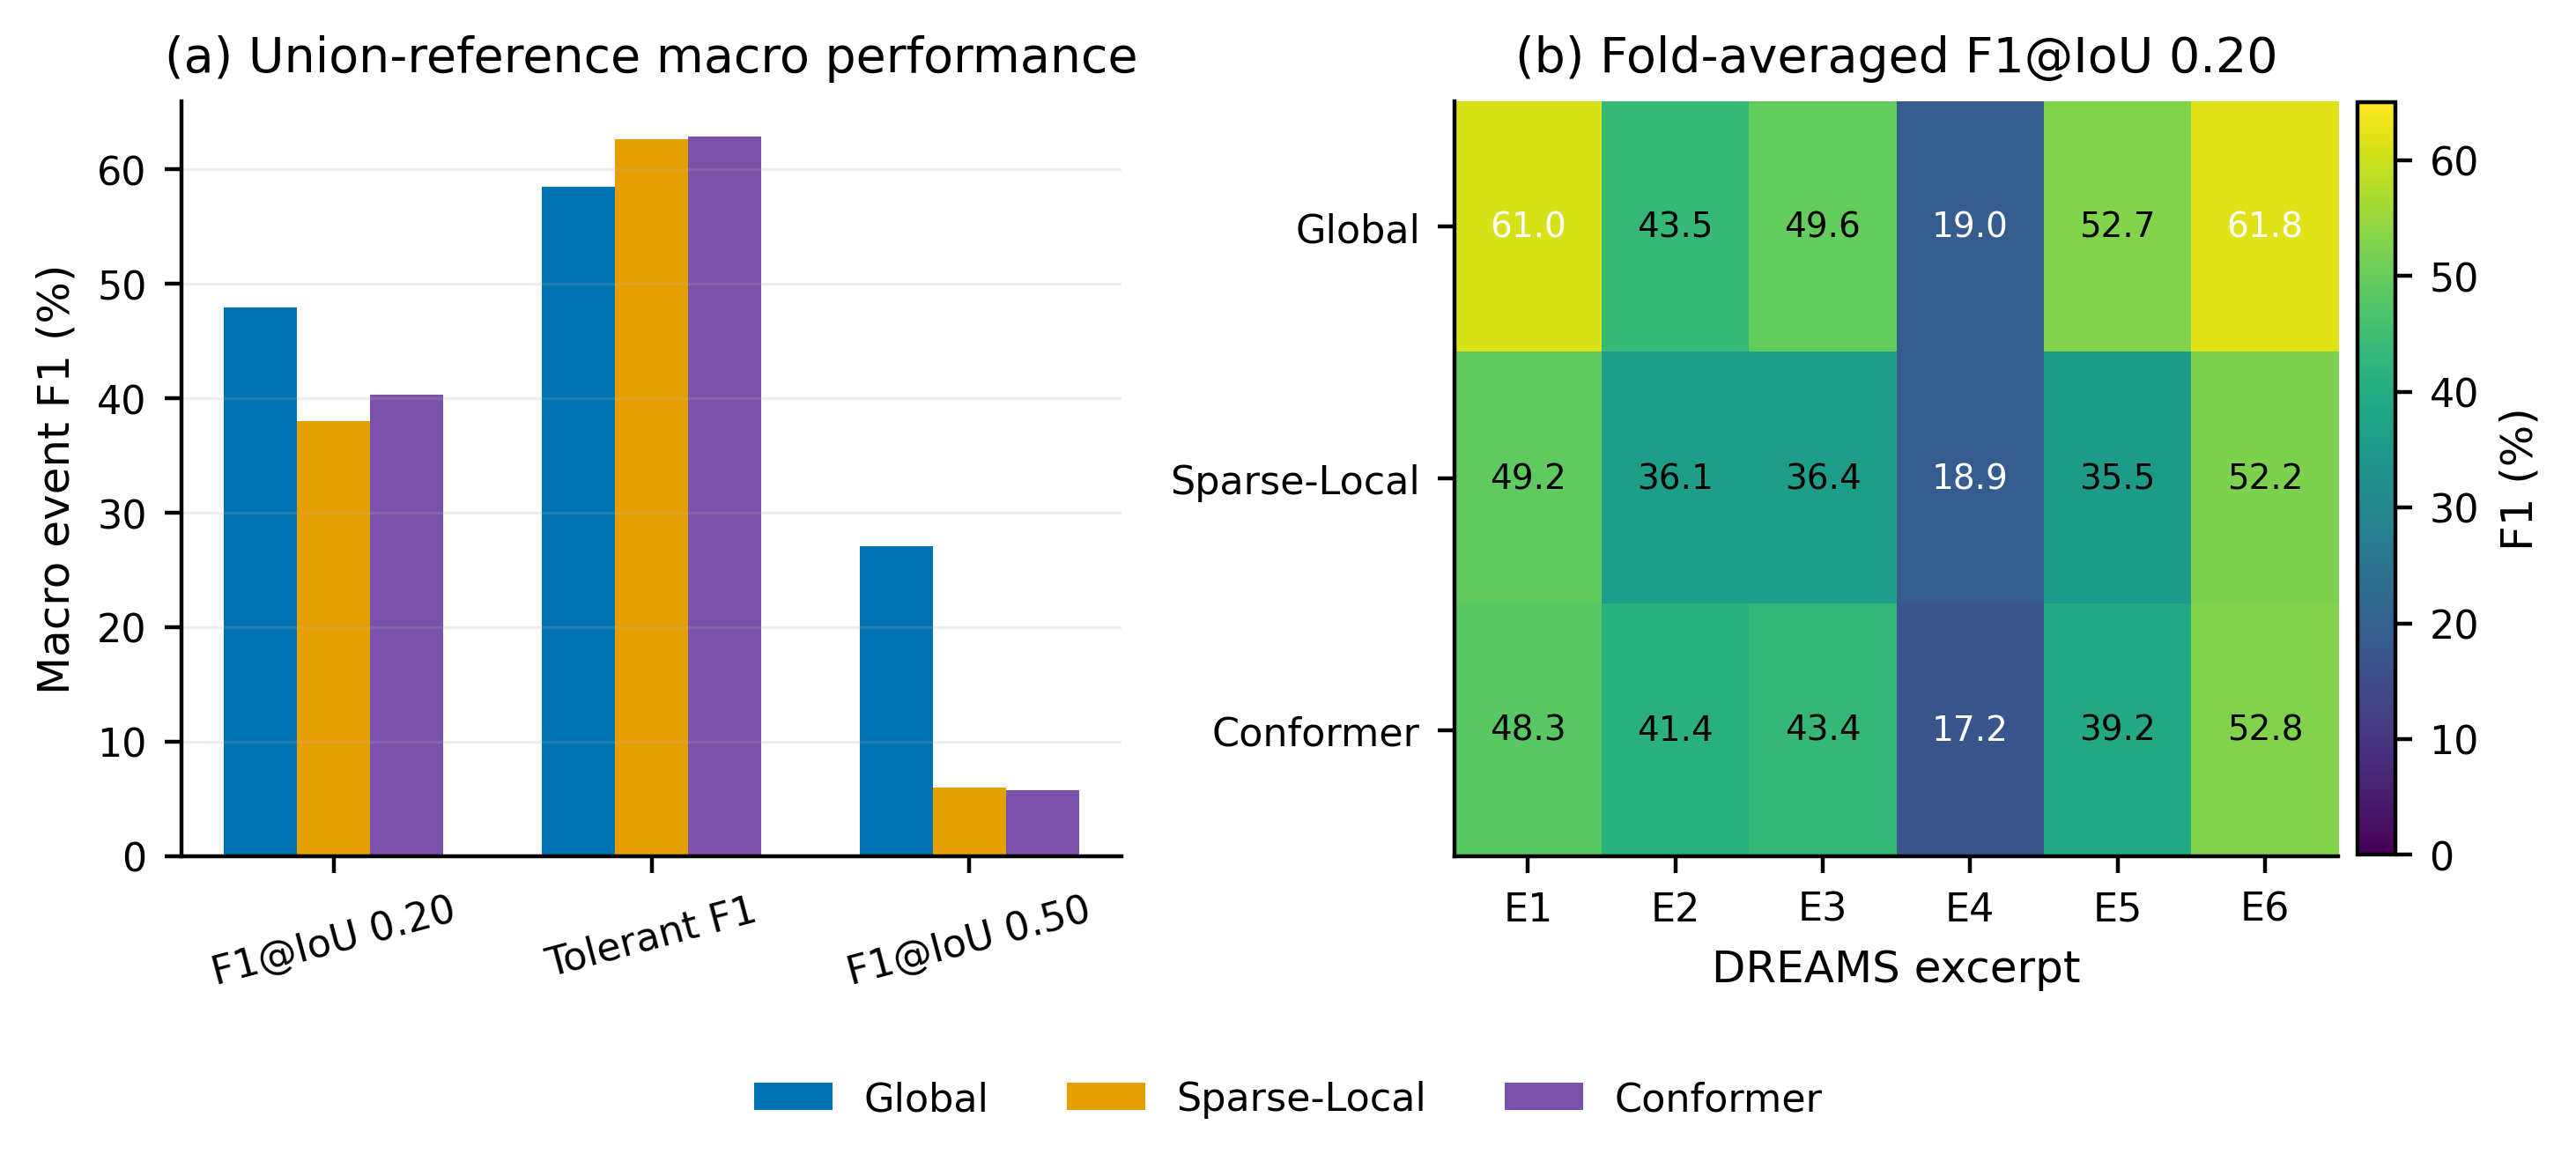 (a) Union-reference macro performance
Macro event F1 (%)
60
50
40
30
20
10
0
F1@IoU 0.20
Tolerant F1
F1@IoU 0.50
(b) Fold-averaged F1@IoU 0.20
Global
61.0 43.5 49.6 19.0 52.7 61.8
Sparse-Local
49.2 36.1 36.4 18.9 35.5 52.2
Conformer
48.3 41.4 43.4 17.2 39.2 52.8
E1 E2 E3 E4 E5 E6
DREAMS excerpt
60
50
40
30
20
10
0
F1 (%)
Global
Sparse-Local
Conformer